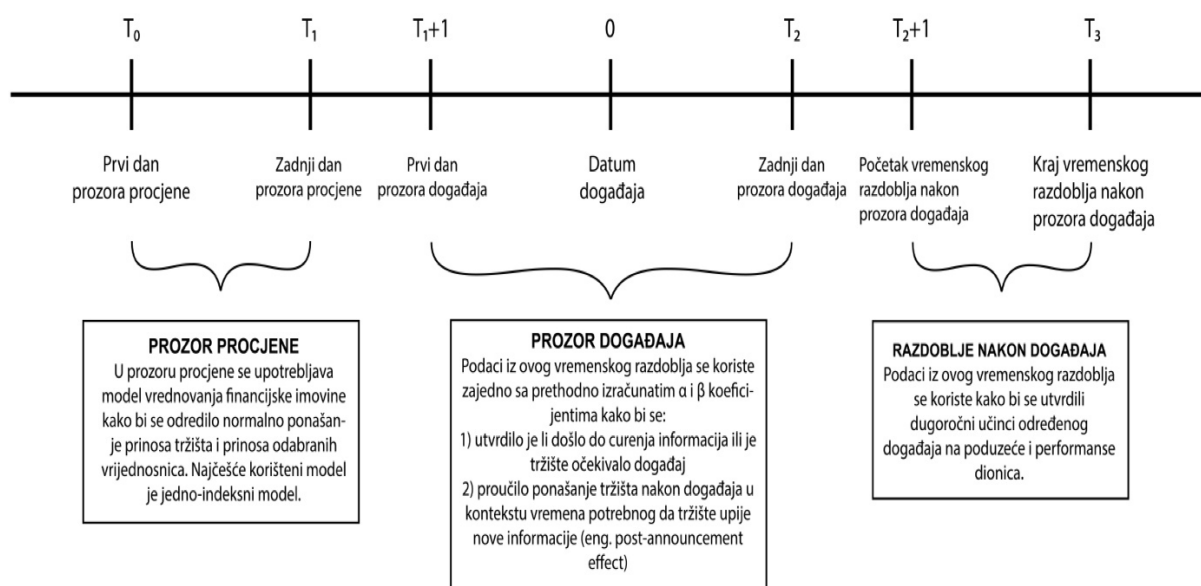 T₀
T₁
T₁+1
0
T₂
T₂+1
T₃
Prvi dan
prozora procjene
Zadnji dan
prozora procjene
Prvi dan
prozora događaja
Datum
događaja
Zadnji dan
prozora događaja
Početak vremenskog
razdoblja nakon
prozora događaja
Kraj vremenskog
razdoblja nakon
prozora događaja
PROZOR PROCJENE
U prozoru procjene se upotrebljava
model vrednovanja financijske imovine
kako bi se odredilo normalno ponašan-
je prinosa tržišta i prinosa odabranih
vrijednosnica. Najčešće korišteni model
je jedno-indeksni model.
PROZOR DOGAĐAJA
Podaci iz ovog vremenskog razdoblja se koriste
zajedno sa prethodno izračunatim α i β koefici-
jentima kako bi se:
1) utvrdilo je li došlo do curenja informacija ili je
tržište očekivalo događaj
2) proučilo ponašanje tržišta nakon događaja u
kontekstu vremena potrebnog da tržište upije
nove informacije (eng. post-announcement
effect)
RAZDOBLJE NAKON DOGAĐAJA
Podaci iz ovog vremenskog razdoblja
se koriste kako bi se utvrdili
dugoročni učinci određenog
događaja na poduzeće i performanse
dionica.